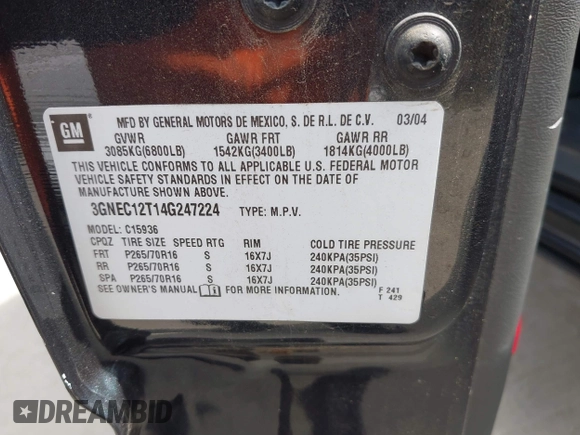 GM
MFD BY GENERAL MOTORS DE MEXICO, S. DE R.L. DE C.V. 03/04
GVWR GAWR FRT GAWR RR
3085KG(6800LB) 1542KG(3400LB) 1814KG(4000LB)
THIS VEHICLE CONFORMS TO ALL APPLICABLE U.S. FEDERAL MOTOR
VEHICLE SAFETY STANDARDS IN EFFECT ON THE DATE OF
MANUFACTURE SHOWN ABOVE.
3GNEC12T14G247224 TYPE: M.P.V.
MODEL: C15936
CPQZ TIRE SIZE SPEED RTG RIM COLD TIRE PRESSURE
FRT P265/70R16 S 16X7J 240KPA(35PSI)
RR P265/70R16 S 16X7J 240KPA(35PSI)
SPA P265/70R16 S 16X7J 240KPA(35PSI)
SEE OWNER'S MANUAL FOR MORE INFORMATION. F 241
T 429
DREAMBID